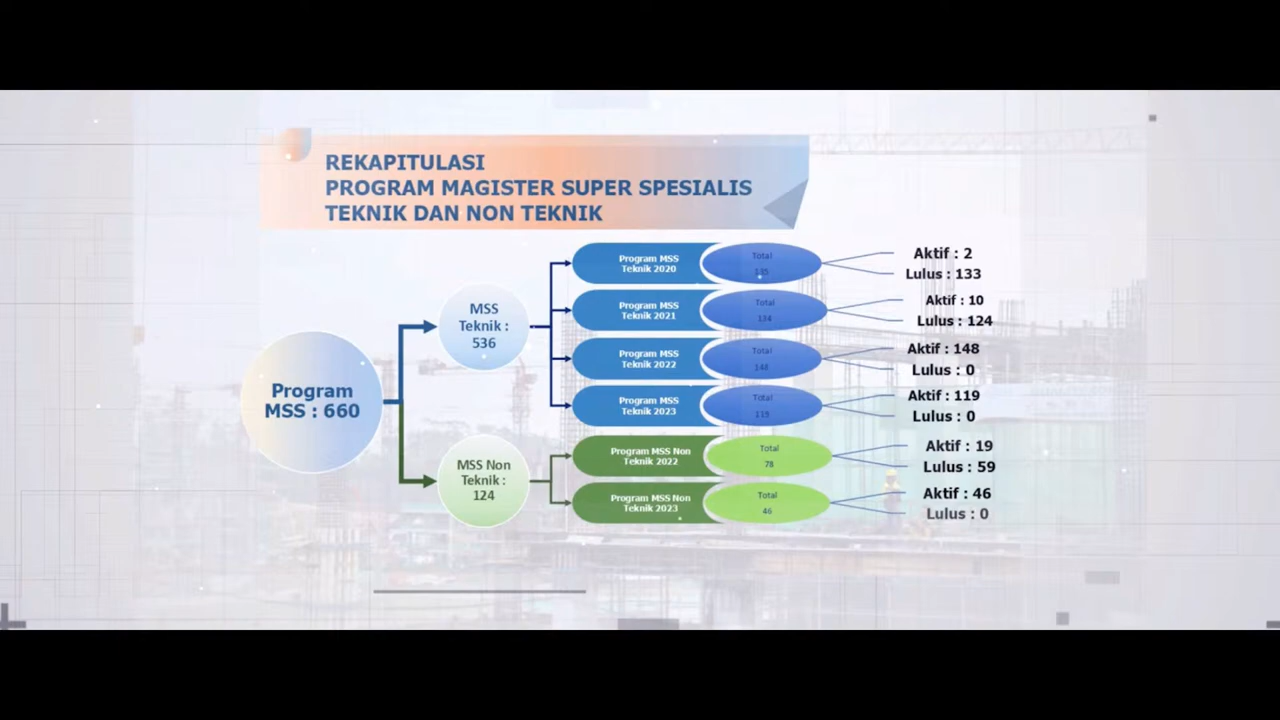 REKAPITULASI
PROGRAM MAGISTER SUPER SPESIALIS
TEKNIK DAN NON TEKNIK
Program
MSS : 660
MSS
Teknik :
536
Program MSS
Teknik 2020
Total
135
Aktif : 2
Lulus : 133
Program MSS
Teknik 2021
Total
134
Aktif : 10
Lulus : 124
Program MSS
Teknik 2022
Total
148
Aktif : 148
Lulus : 0
Program MSS
Teknik 2023
Total
119
Aktif : 119
Lulus : 0
MSS Non
Teknik :
124
Program MSS Non
Teknik 2022
Total
78
Aktif : 19
Lulus : 59
Program MSS Non
Teknik 2023
Total
46
Aktif : 46
Lulus : 0